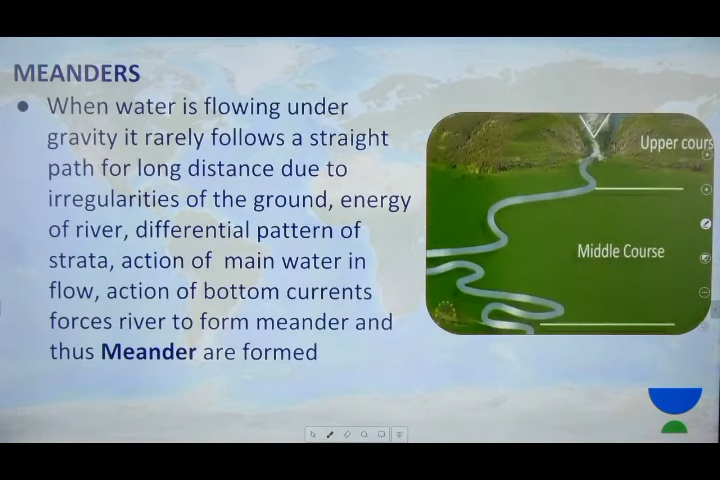 MEANDERS
● When water is flowing under
gravity it rarely follows a straight
path for long distance due to
irregularities of the ground, energy
of river, differential pattern of
strata, action of  main water in
flow, action of bottom currents
forces river to form meander and
thus Meander are formed
Upper cours
Middle Course